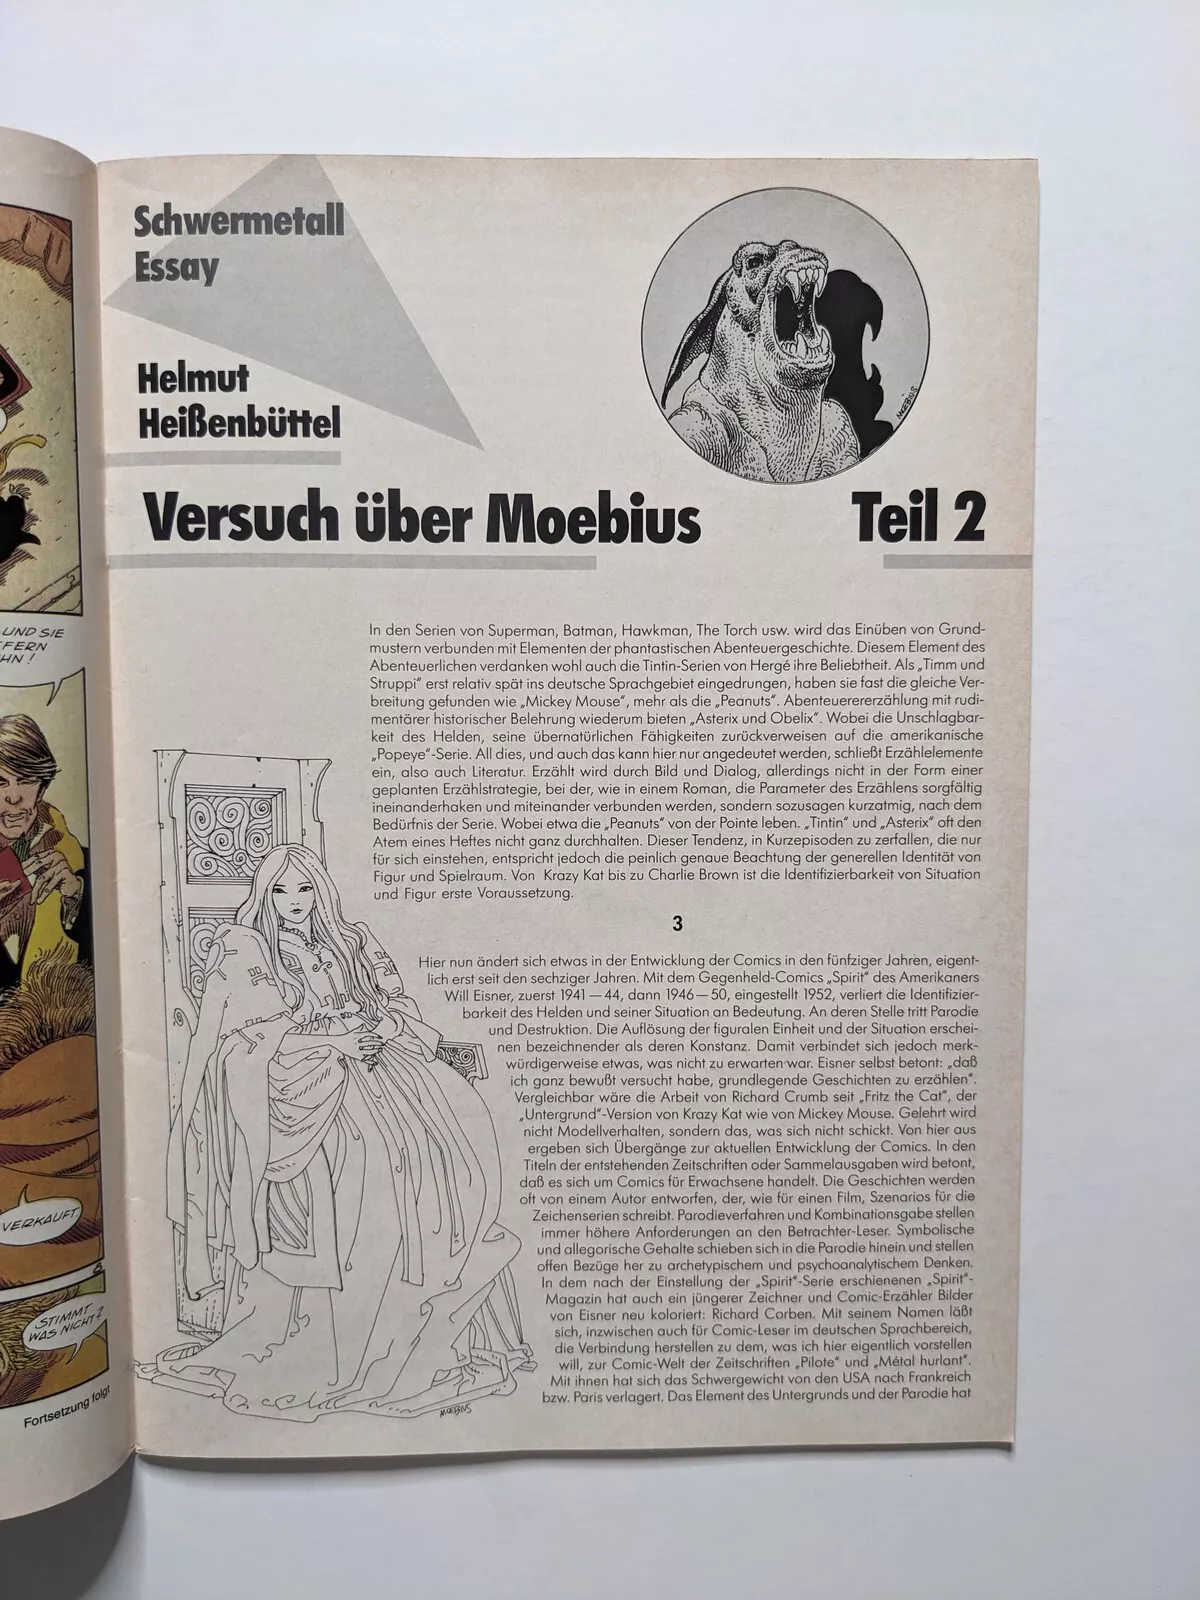 UND SIE
FERN
HN!
VERKAUFT.
8
STIMMT
WAS NICHT?
Fortsetzung folgt
Schwermetall
Essay
Helmut
Heißenbüttel
MOEBIUS
Versuch über Moebius
Teil 2
In den Serien von Superman, Batman, Hawkman, The Torch usw. wird das Einüben von Grund-
mustern verbunden mit Elementen der phantastischen Abenteuergeschichte. Diesem Element des
Abenteuerlichen verdanken wohl auch die Tintin-Serien von Hergé ihre Beliebtheit. Als „Timm und
Struppi“ erst relativ spät ins deutsche Sprachgebiet eingedrungen, haben sie fast die gleiche Ver-
breitung gefunden wie „Mickey Mouse“, mehr als die „Peanuts“. Abenteurererzählung mit rudi-
mentärer historischer Belehrung wiederum bieten „Asterix und Obelix“. Wobei die Unschlagbar-
keit des Helden, seine übernatürlichen Fähigkeiten zurückverweisen auf die amerikanische
„Popeye“-Serie. All dies, und auch das kann hier nur angedeutet werden, schließt Erzählelemente
ein, also auch Literatur. Erzählt wird durch Bild und Dialog, allerdings nicht in der Form einer
geplanten Erzählstrategie, bei der, wie in einem Roman, die Parameter des Erzählens sorgfältig
ineinanderhaken und miteinander verbunden werden, sondern sozusagen kurzatmig, nach dem
Bedürfnis der Serie. Wobei etwa die „Peanuts“ von der Pointe leben. „Tintin“ und „Asterix“ oft den
Atem eines Heftes nicht ganz durchhalten. Dieser Tendenz, in Kurzepisoden zu zerfallen, die nur
für sich einstehen, entspricht jedoch die peinlich genaue Beachtung der generellen Identität von
Figur und Spielraum. Von Krazy Kat bis zu Charlie Brown ist die Identifizierbarkeit von Situation
und Figur erste Voraussetzung.
3
Hier nun ändert sich etwas in der Entwicklung der Comics in den fünfziger Jahren, eigent-
lich erst seit den sechziger Jahren. Mit dem Gegenheld-Comics „Spirit“ des Amerikaners
Will Eisner, zuerst 1941—44, dann 1946—50, eingestellt 1952, verliert die Identifizier-
barkeit des Helden und seiner Situation an Bedeutung. An deren Stelle tritt Parodie
und Destruktion. Die Auflösung der figuralen Einheit und der Situation erschei-
nen bezeichnender als deren Konstanz. Damit verbindet sich jedoch merk-
würdigerweise etwas, was nicht zu erwarten war. Eisner selbst betont: „daß
ich ganz bewußt versucht habe, grundlegende Geschichten zu erzählen“.
Vergleichbar wäre die Arbeit von Richard Crumb seit „Fritz the Cat“, der
„Untergrund“-Version von Krazy Kat wie von Mickey Mouse. Gelehrt wird
nicht Modellverhalten, sondern das, was sich nicht schickt. Von hier aus
ergeben sich Übergänge zur aktuellen Entwicklung der Comics. In den
Titeln der entstehenden Zeitschriften oder Sammelausgaben wird betont,
daß es sich um Comics für Erwachsene handelt. Die Geschichten werden
oft von einem Autor entworfen, der, wie für einen Film, Szenarios für die
Zeichenserien schreibt. Parodieverfahren und Kombinationsgabe stellen
immer höhere Anforderungen an den Betrachter-Leser. Symbolische
und allegorische Gehalte schieben sich in die Parodie hinein und stellen
offen Bezüge her zu archetypischem und psychoanalytischem Denken.
In dem nach der Einstellung der „Spirit“-Serie erschienenen „Spirit“-
Magazin hat auch ein jüngerer Zeichner und Comic-Erzähler Bilder
von Eisner neu koloriert: Richard Corben. Mit seinem Namen läßt
sich, inzwischen auch für Comic-Leser im deutschen Sprachbereich,
die Verbindung herstellen zu dem, was ich hier eigentlich vorstellen
will, zur Comic-Welt der Zeitschriften „Pilote“ und „Métal hurlant“.
Mit ihnen hat sich das Schwergewicht von den USA nach Frankreich
bzw. Paris verlagert. Das Element des Untergrunds und der Parodie hat
MOEBIUS